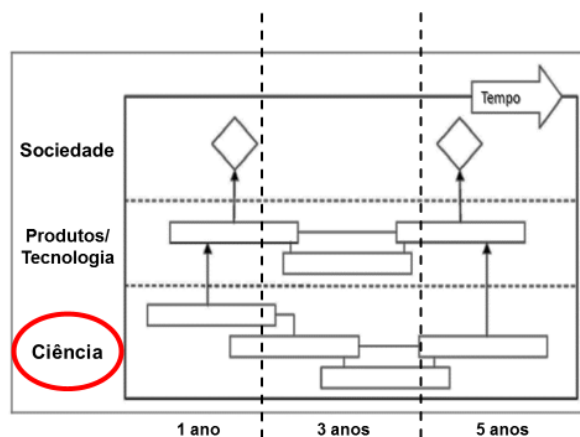 Tempo
Sociedade
Produtos/
Tecnologia
Ciência
1 ano
3 anos
5 anos